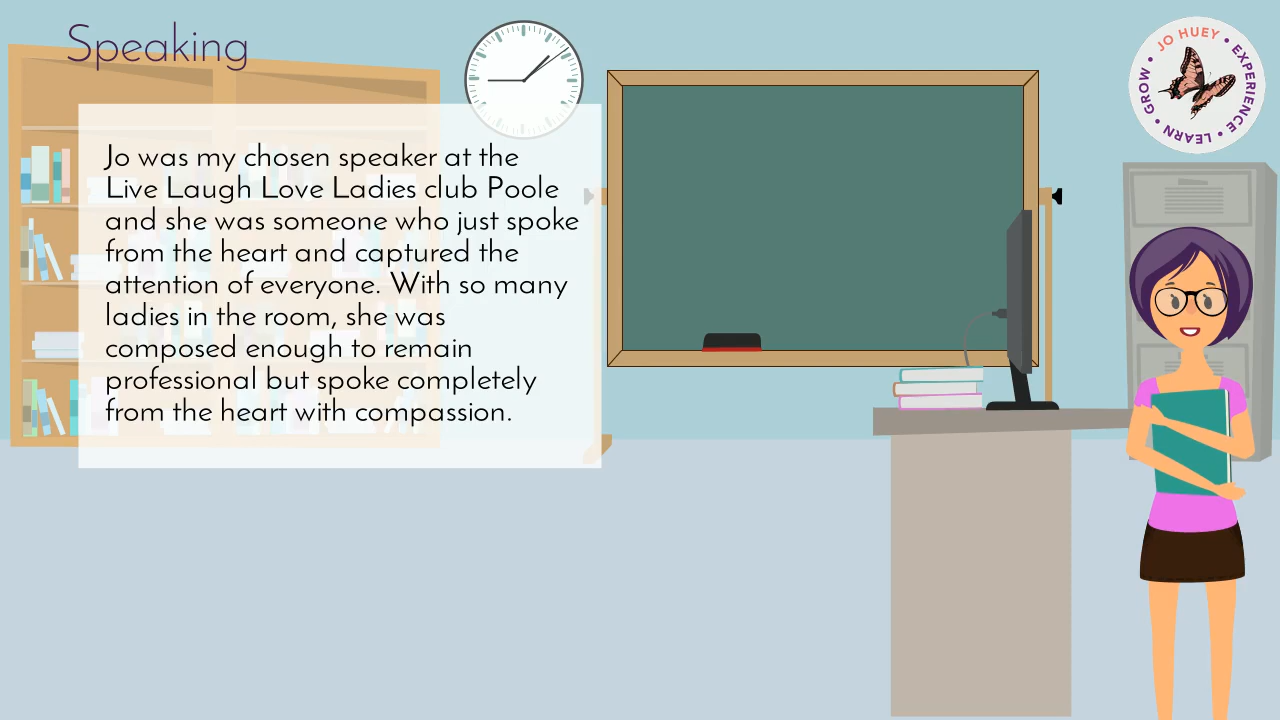 Speaking
JO HUEY • EXPERIENCE • LEARN • GROW •
Jo was my chosen speaker at the
Live Laugh Love Ladies club Poole
and she was someone who just spoke
from the heart and captured the
attention of everyone. With so many
ladies in the room, she was
composed enough to remain
professional but spoke completely
from the heart with compassion.